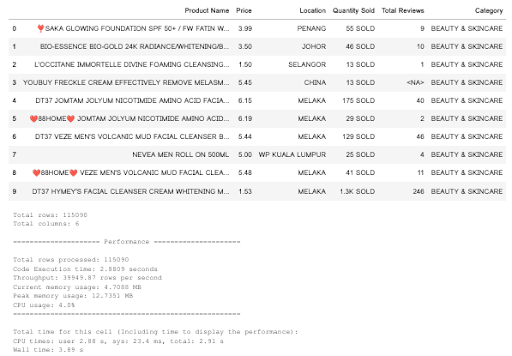 Product Name Price Location Quantity Sold Total Reviews Category
0 ❣️SAKA GLOWING FOUNDATION SPF 50+ / FW FATIN W... 3.99 PENANG 55 SOLD 9 BEAUTY & SKINCARE
1 BIO-ESSENCE BIO-GOLD 24K RADIANCE/WHITENING/B... 3.50 JOHOR 46 SOLD 10 BEAUTY & SKINCARE
2 L'OCCITANE IMMORTELLE DIVINE FOAMING CLEANSING... 1.50 SELANGOR 13 SOLD 1 BEAUTY & SKINCARE
3 YOUBUY FRECKLE CREAM EFFECTIVELY REMOVE MELASM... 5.45 CHINA 13 SOLD <NA> BEAUTY & SKINCARE
4 DT37 JOMTAM JOLYUM NICOTIMIDE AMINO ACID FACIA... 6.15 MELAKA 175 SOLD 40 BEAUTY & SKINCARE
5 ❤️88HOME❤️ JOMTAM JOLYUM NICOTIMIDE AMINO ACID... 6.19 MELAKA 29 SOLD 2 BEAUTY & SKINCARE
6 DT37 VEZE MEN'S VOLCANIC MUD FACIAL CLEANSER B... 5.44 MELAKA 129 SOLD 46 BEAUTY & SKINCARE
7 NEVEA MEN ROLL ON 500ML 5.00 WP KUALA LUMPUR 25 SOLD 4 BEAUTY & SKINCARE
8 ❤️88HOME❤️ VEZE MEN'S VOLCANIC MUD FACIAL CLEA... 5.48 MELAKA 41 SOLD 11 BEAUTY & SKINCARE
9 DT37 HYMEY'S FACIAL CLEANSER CREAM WHITENING M... 1.53 MELAKA 1.3K SOLD 246 BEAUTY & SKINCARE
Total rows: 115090
Total columns: 6
===================== Performance =====================
Total rows processed: 115090
Code Execution time: 2.8809 seconds
Throughput: 39949.87 rows per second
Current memory usage: 4.7088 MB
Peak memory usage: 12.7351 MB
CPU usage: 4.0%
=======================================================
Total time for this cell (Including time to display the performance):
CPU times: user 2.88 s, sys: 23.4 ms, total: 2.91 s
Wall time: 3.89 s